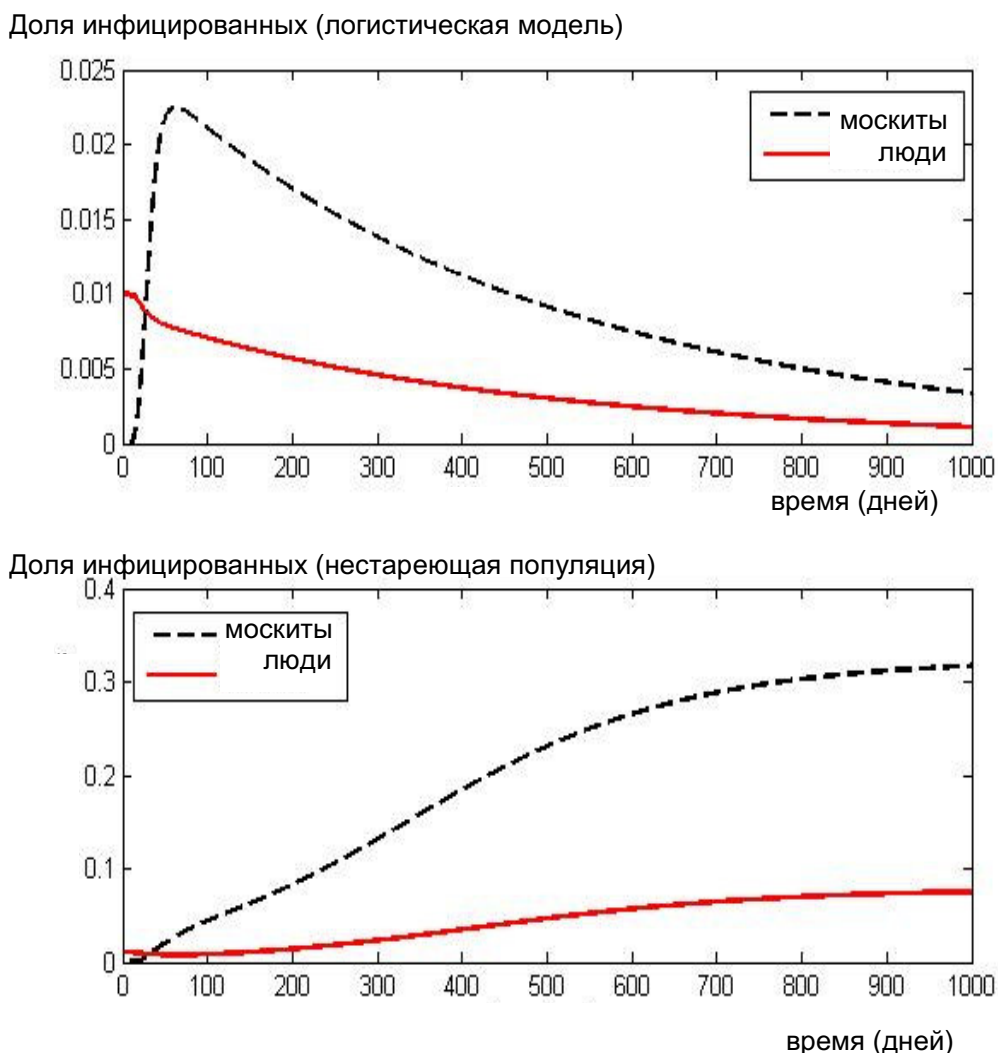 Доля инфицированных (логистическая модель)
0.025
0.02
0.015
0.01
0.005
0
москиты
люди
0 100 200 300 400 500 600 700 800 900 1000
время (дней)
Доля инфицированных (нестареющая популяция)
0.4
0.3
0.2
0.1
0
москиты
люди
0 100 200 300 400 500 600 700 800 900 1000
время (дней)